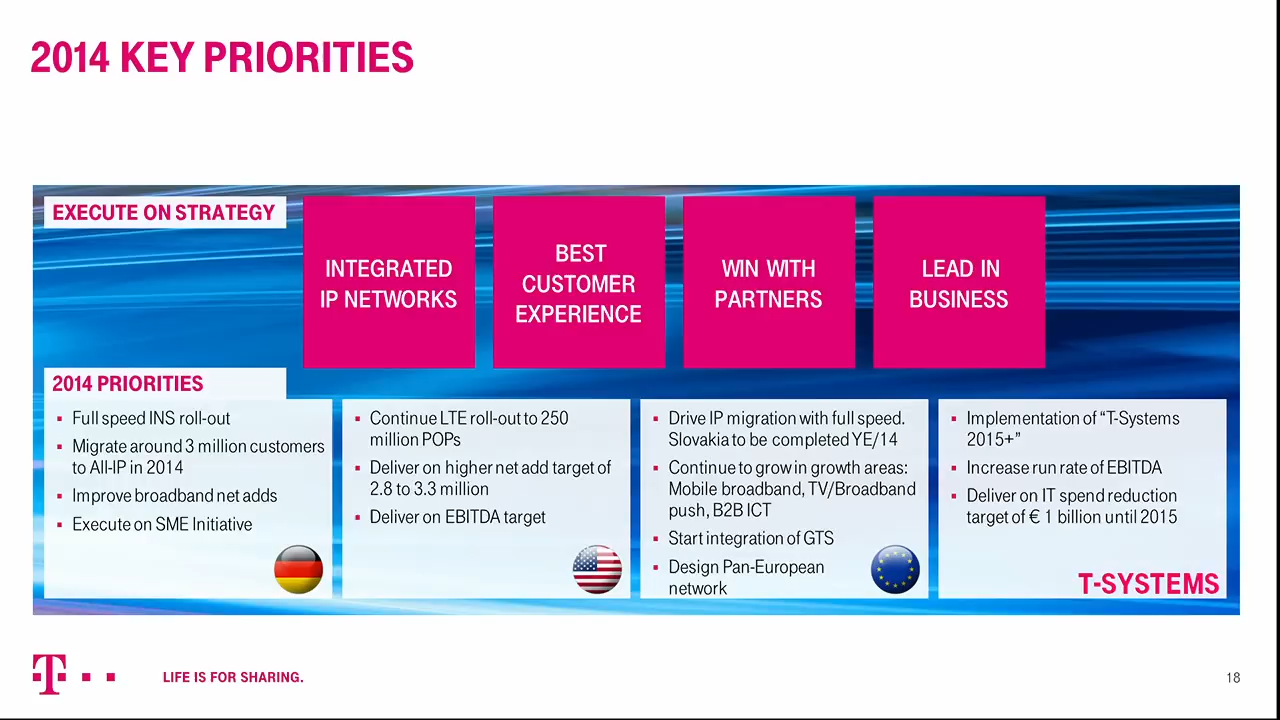 2014 KEY PRIORITIES
EXECUTE ON STRATEGY
INTEGRATED
IP NETWORKS
BEST
CUSTOMER
EXPERIENCE
WIN WITH
PARTNERS
LEAD IN
BUSINESS
2014 PRIORITIES
▪ Full speed INS roll-out
▪ Migrate around 3 million customers
to All-IP in 2014
▪ Improve broadband net adds
▪ Execute on SME Initiative
▪ Continue LTE roll-out to 250
million POPs
▪ Deliver on higher net add target of
2.8 to 3.3 million
▪ Deliver on EBITDA target
▪ Drive IP migration with full speed.
Slovakia to be completed YE/14
▪ Continue to grow in growth areas:
Mobile broadband, TV/Broadband
push, B2B ICT
▪ Start integration of GTS
▪ Design Pan-European
network
▪ Implementation of “T-Systems
2015+”
▪ Increase run rate of EBITDA
▪ Deliver on IT spend reduction
target of € 1 billion until 2015
T-SYSTEMS
T
LIFE IS FOR SHARING.
18